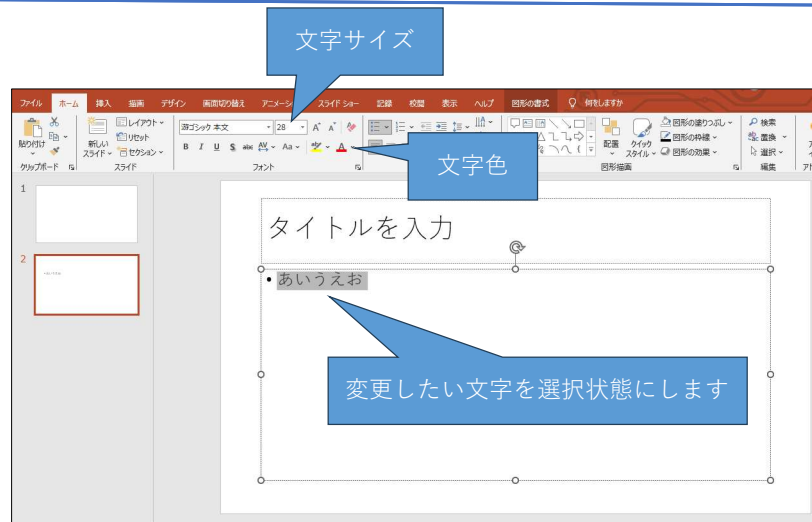 文字サイズ
ファイル ホーム 挿入 描画 デザイン 画面切り替え アニメーシ スライド ショー 記録 校閲 表示 ヘルプ 図形の書式 何をしますか
貼り付け
新しい
スライド
レイアウト
リセット
セクション
游ゴシック 本文 28
B I U S abc AV Aa A
配置
クイック
スタイル
図形の塗りつぶし
図形の枠線
図形の効果
検索
置換
選択
クリップボード スライド フォント 図形描画 編集
文字色
1
2
タイトルを入力
• あいうえお
変更したい文字を選択状態にします